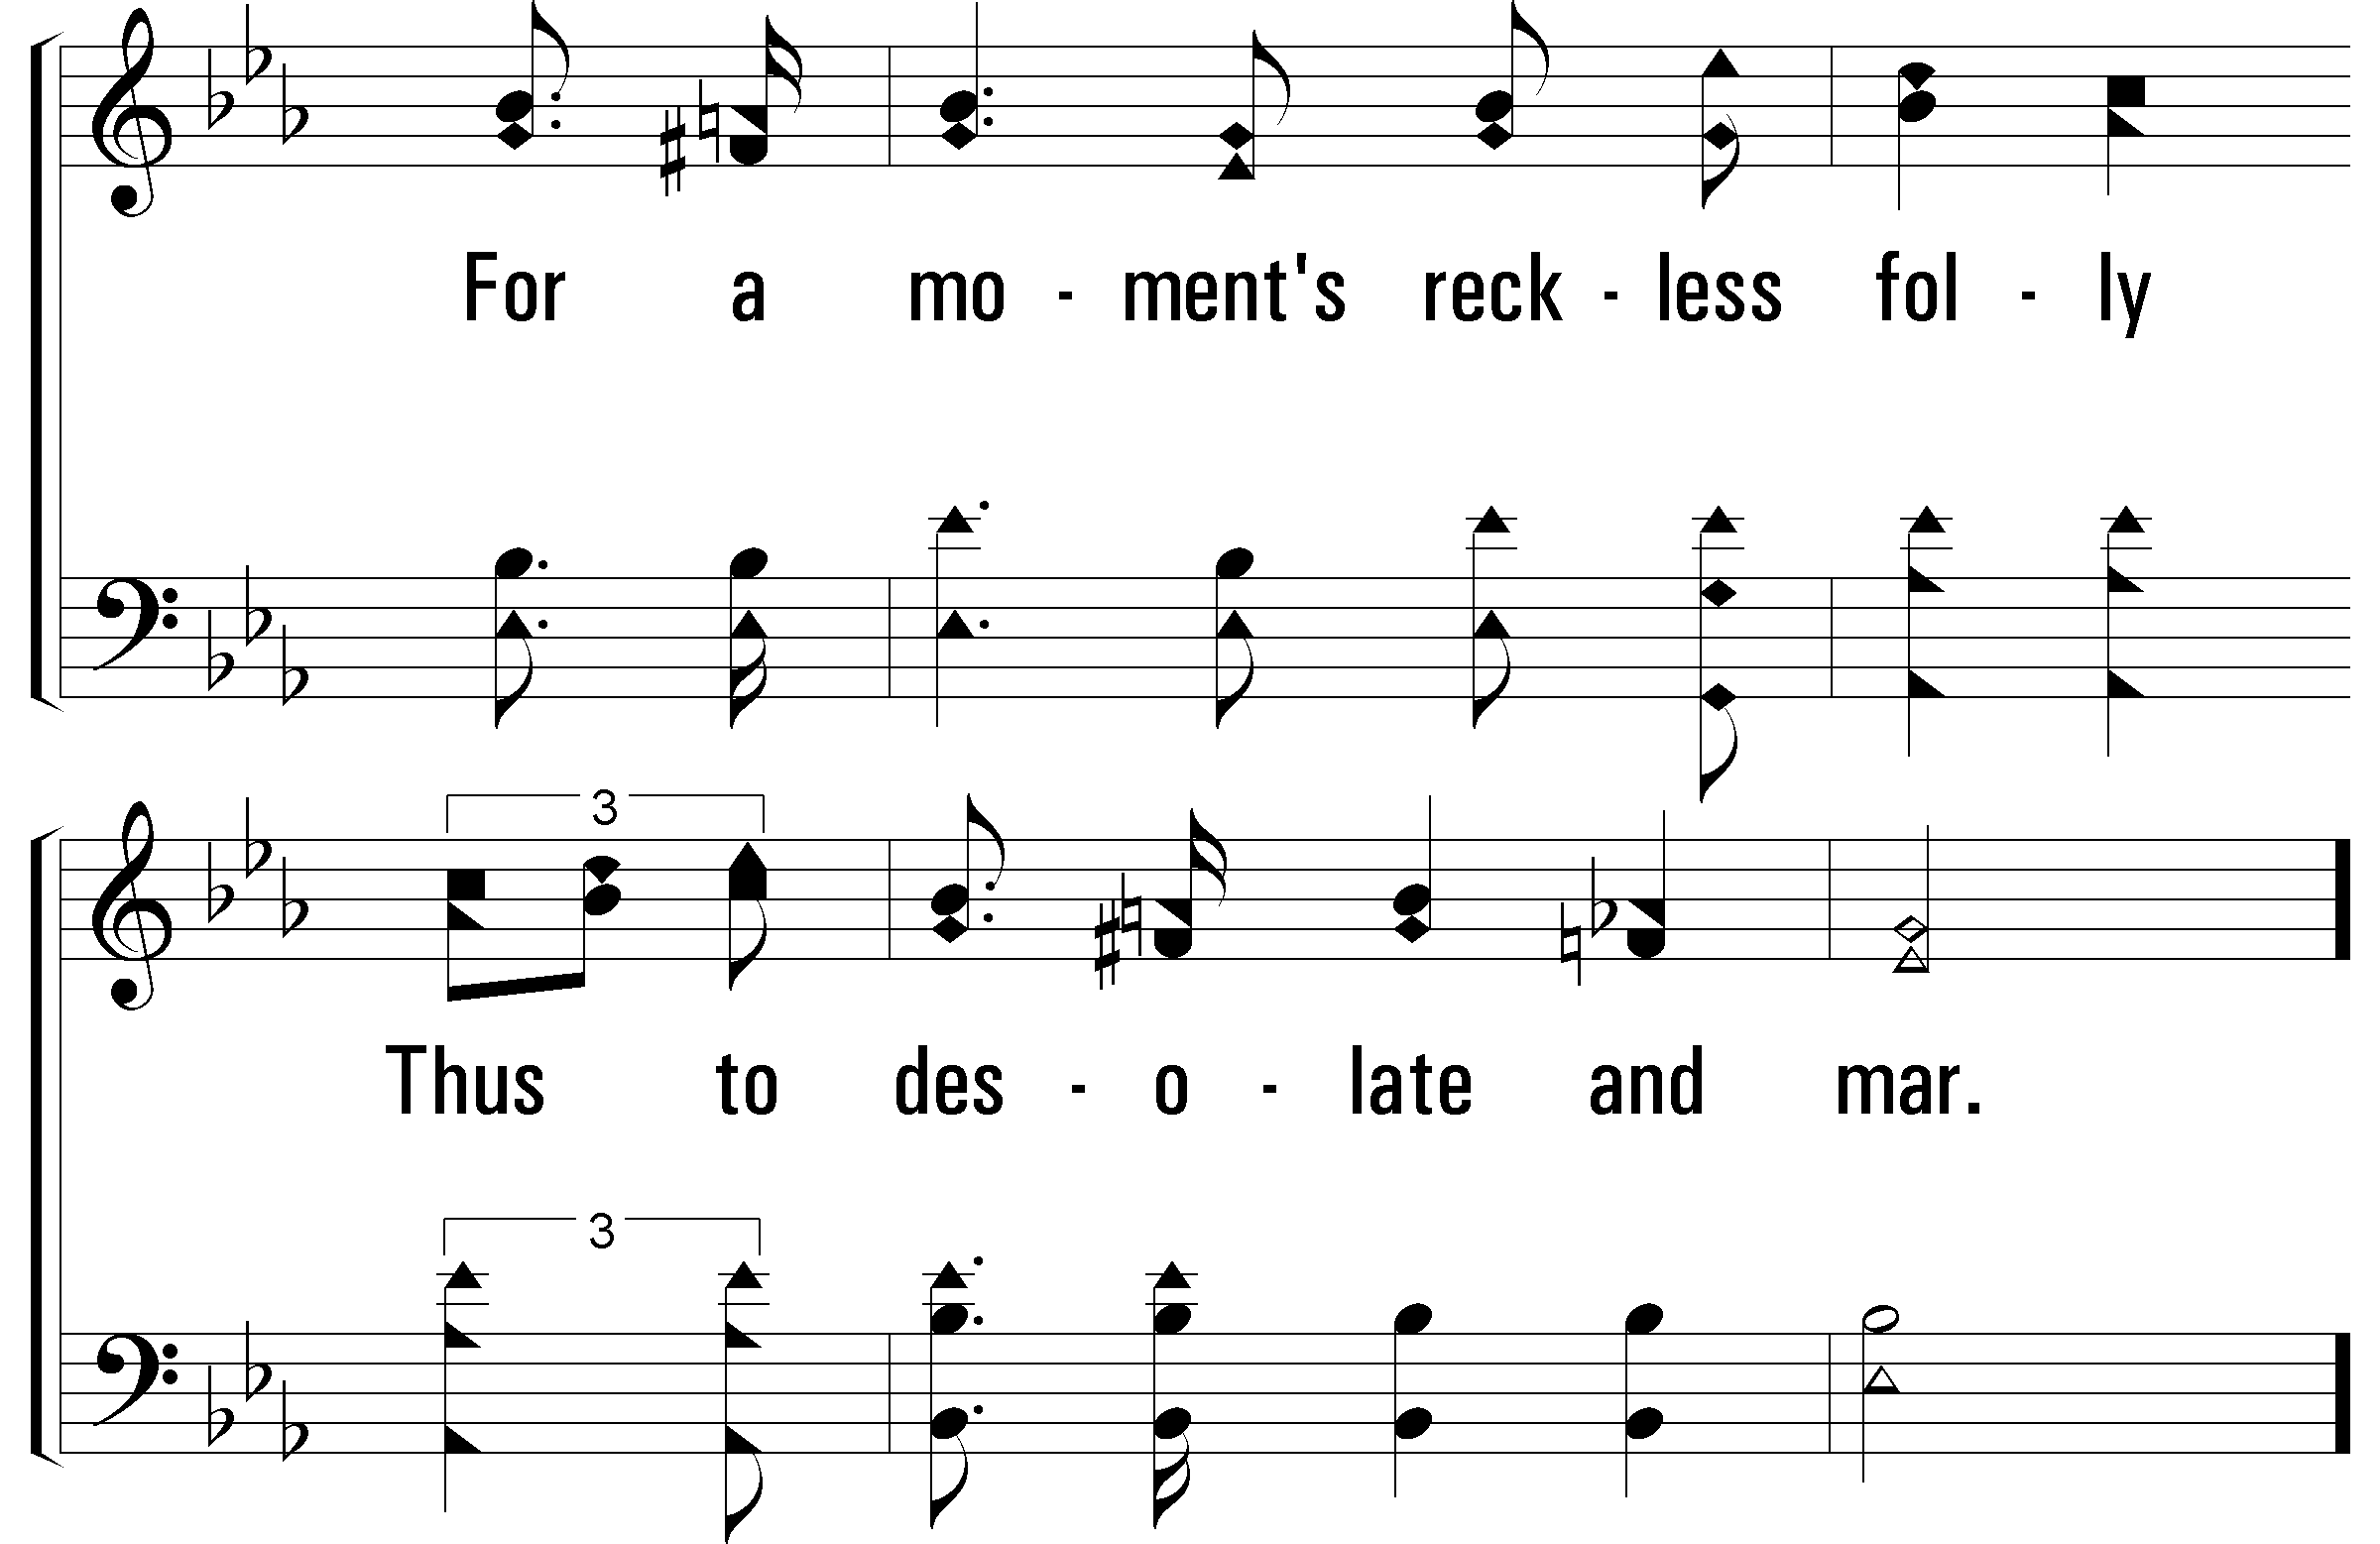 For a mo - ment's reck - less fol - ly
3
Thus to des - o - late and mar.
3